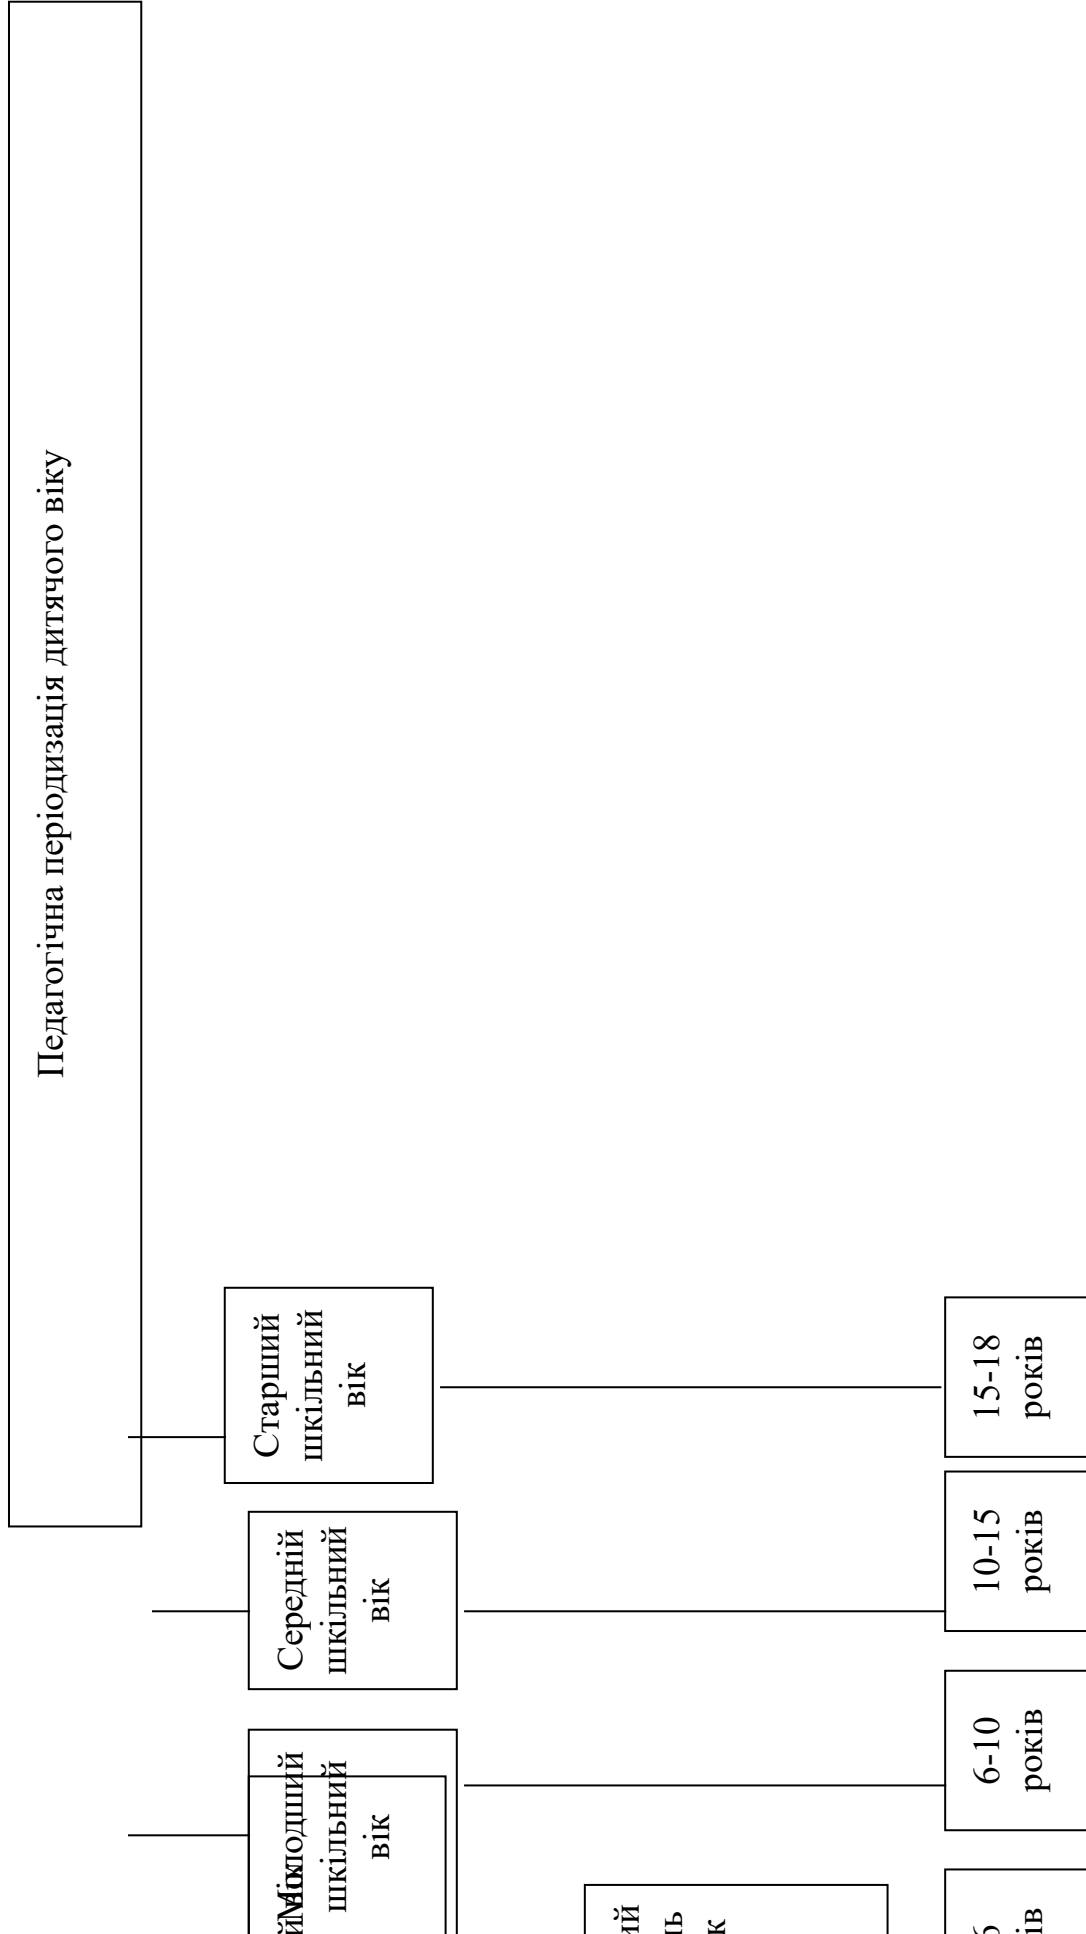 Педагогічна періодизація дитячого віку
Старший
шкільний
вік
15-18
років
Середній
шкільний
вік
10-15
років
Молодший
шкільний
вік
6-10
років